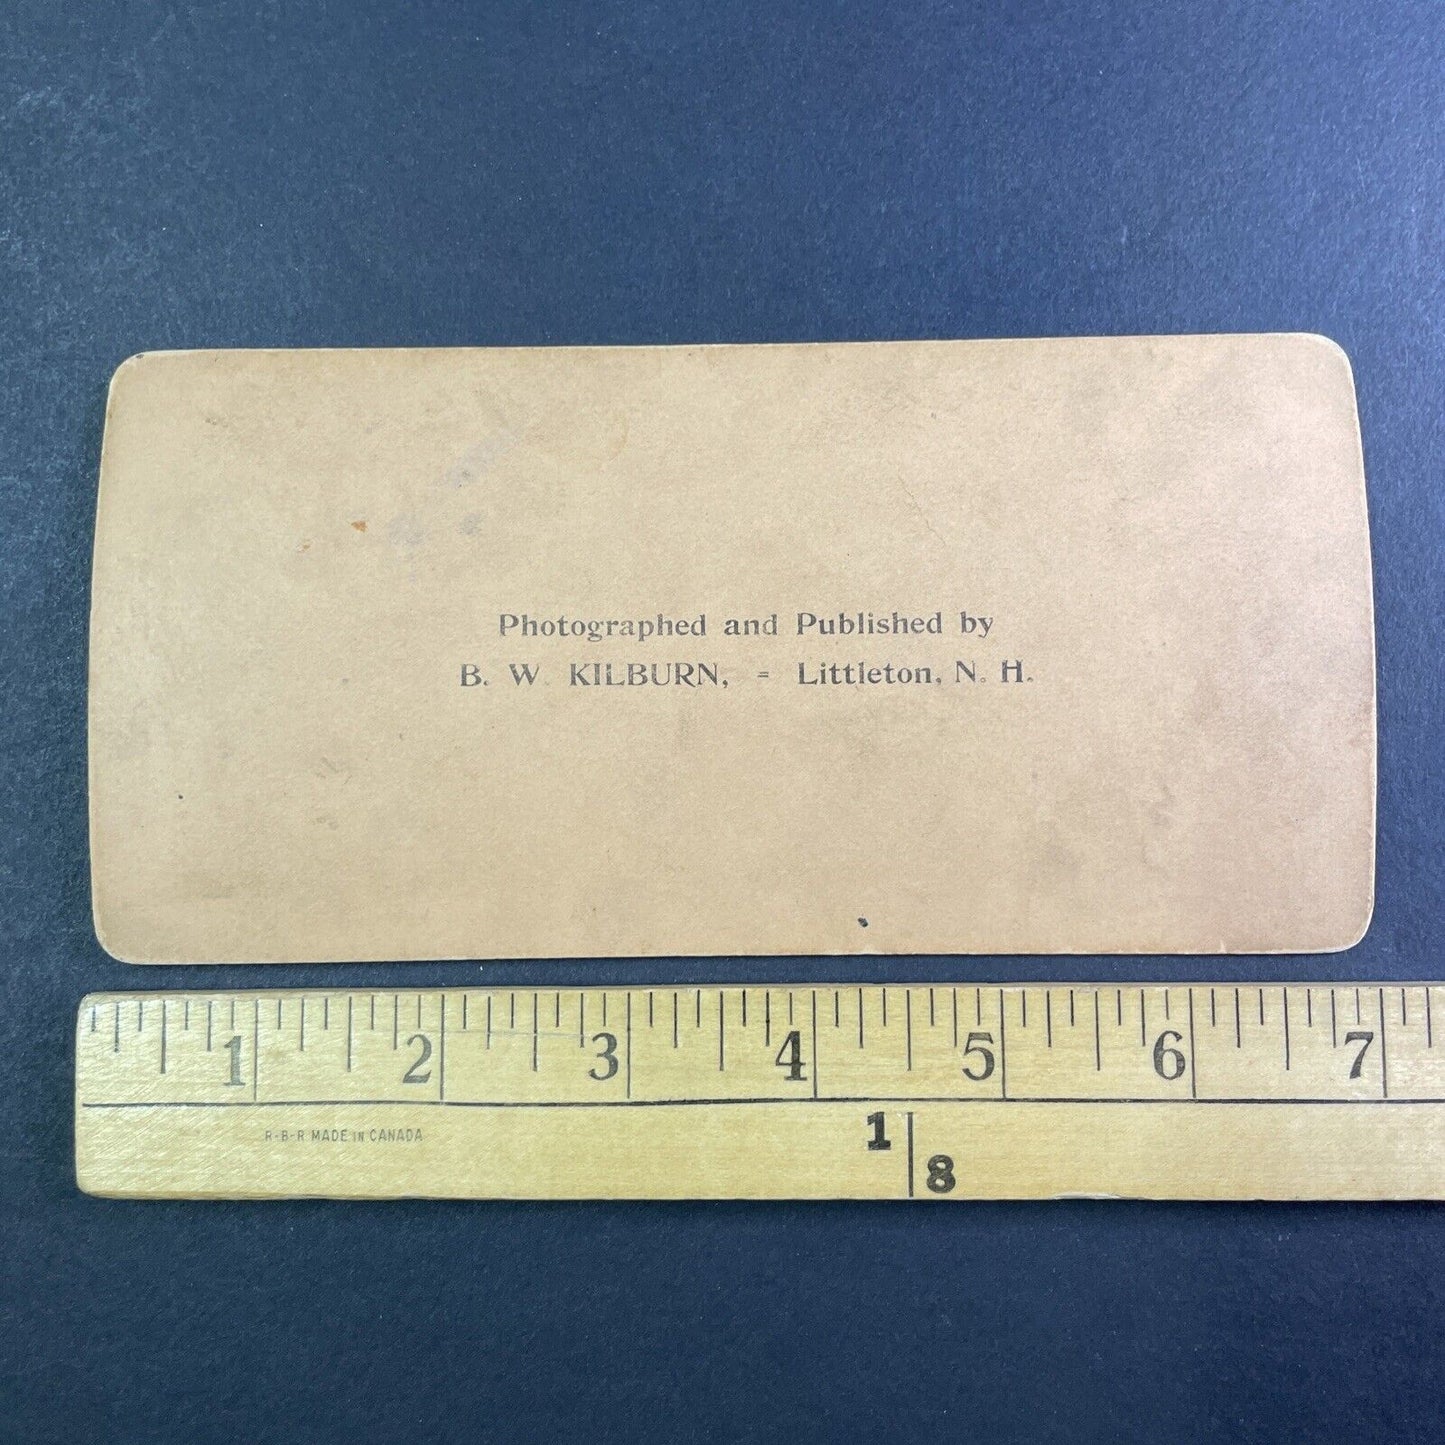 Photographed and Published by
B. W. KILBURN, = Littleton, N. H.
1 2 3 4 5 6 7
R-B-R MADE IN CANADA
1
8